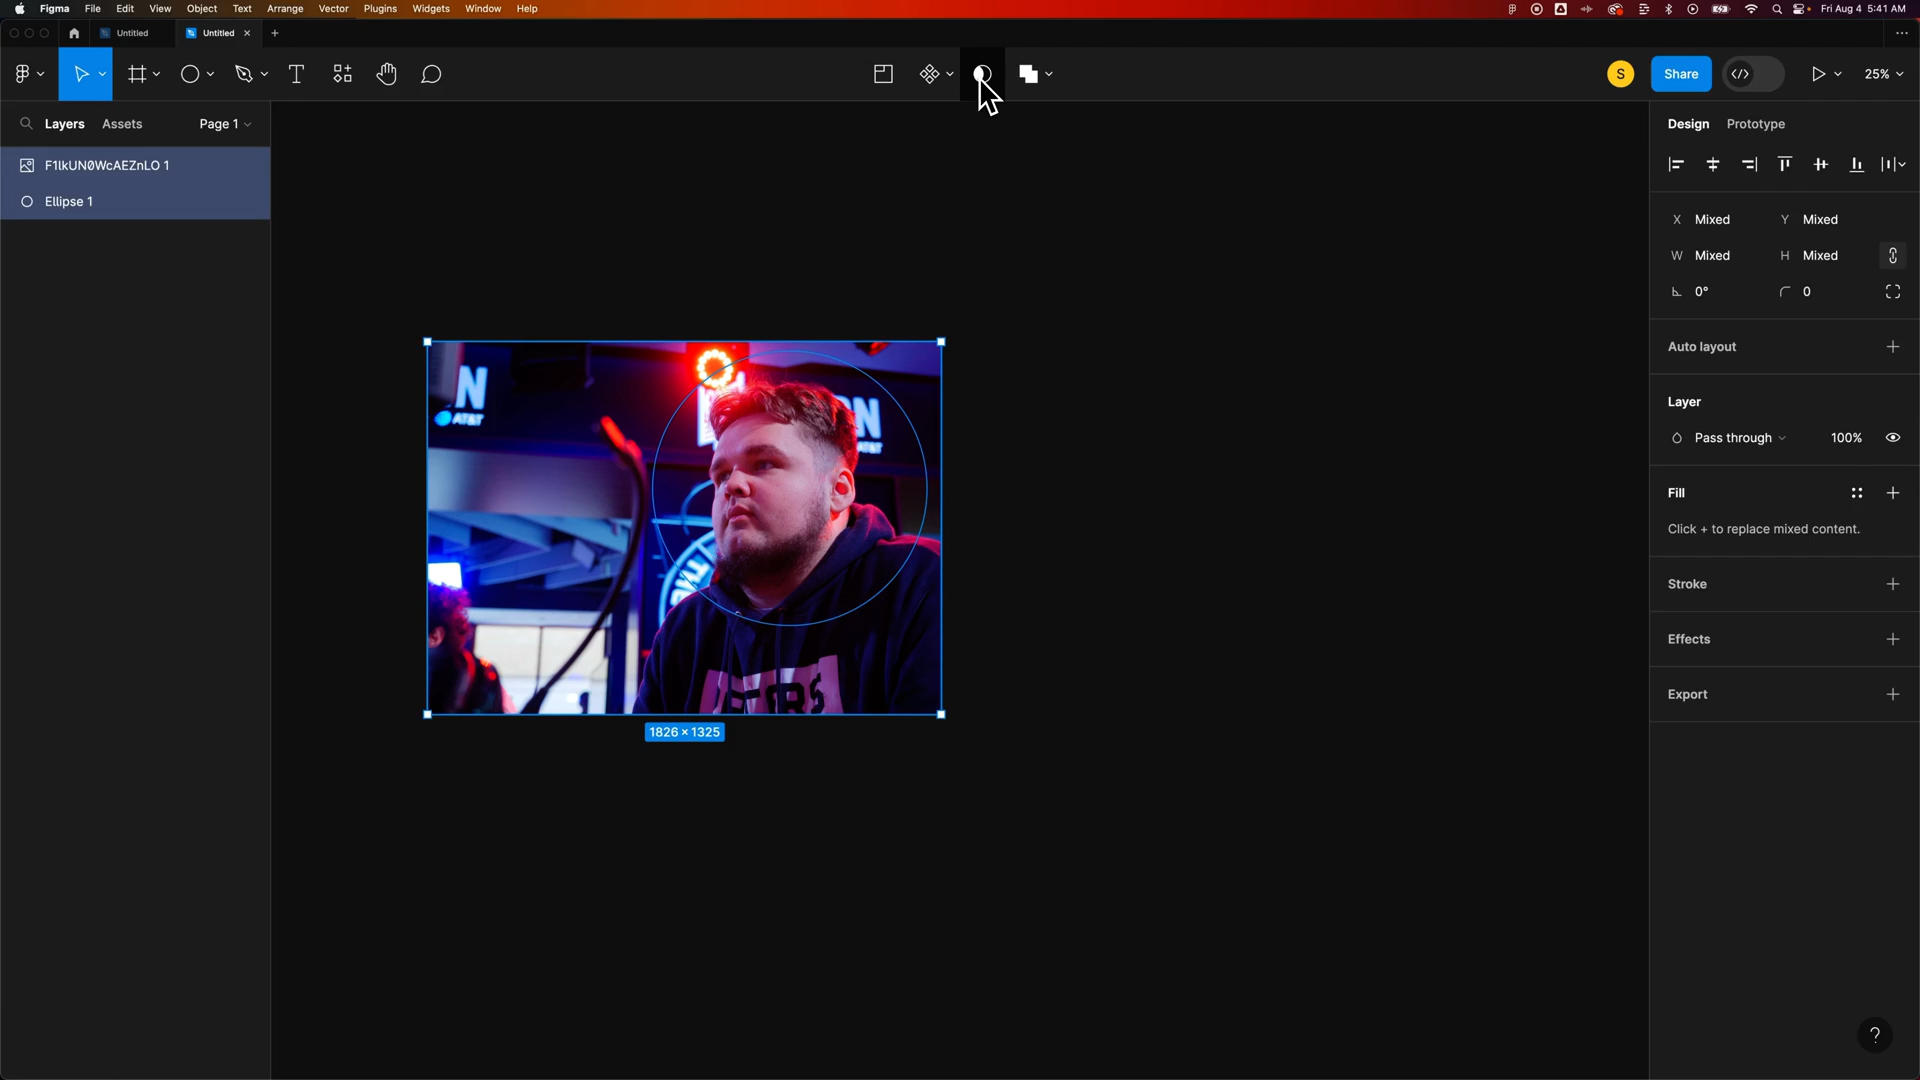 Figma File Edit View Object Text Arrange Vector Plugins Widgets Window Help Fri Aug 4 5:41 AM
Untitled Untitled
S Share 25%
Layers Assets Page 1
F1lkUN0WcAEZnLO 1
Ellipse 1
N
AT&T
N
AT&T
1826 × 1325
Design Prototype
X Mixed Y Mixed
W Mixed H Mixed
0° 0
Auto layout
Layer
Pass through 100%
Fill
Click + to replace mixed content.
Stroke
Effects
Export
?